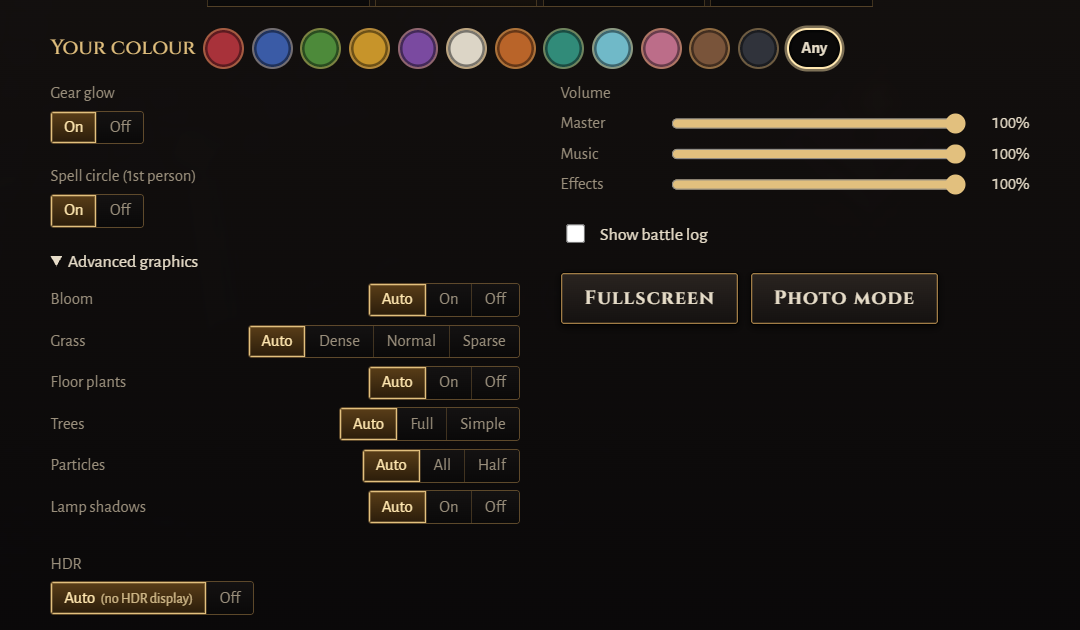 Your colour Any
Gear glow
On Off
Spell circle (1st person)
On Off
▼ Advanced graphics
Bloom Auto On Off
Grass Auto Dense Normal Sparse
Floor plants Auto On Off
Trees Auto Full Simple
Particles Auto All Half
Lamp shadows Auto On Off
HDR
Auto (no HDR display) Off
Volume
Master 100%
Music 100%
Effects 100%
Show battle log
Fullscreen Photo mode